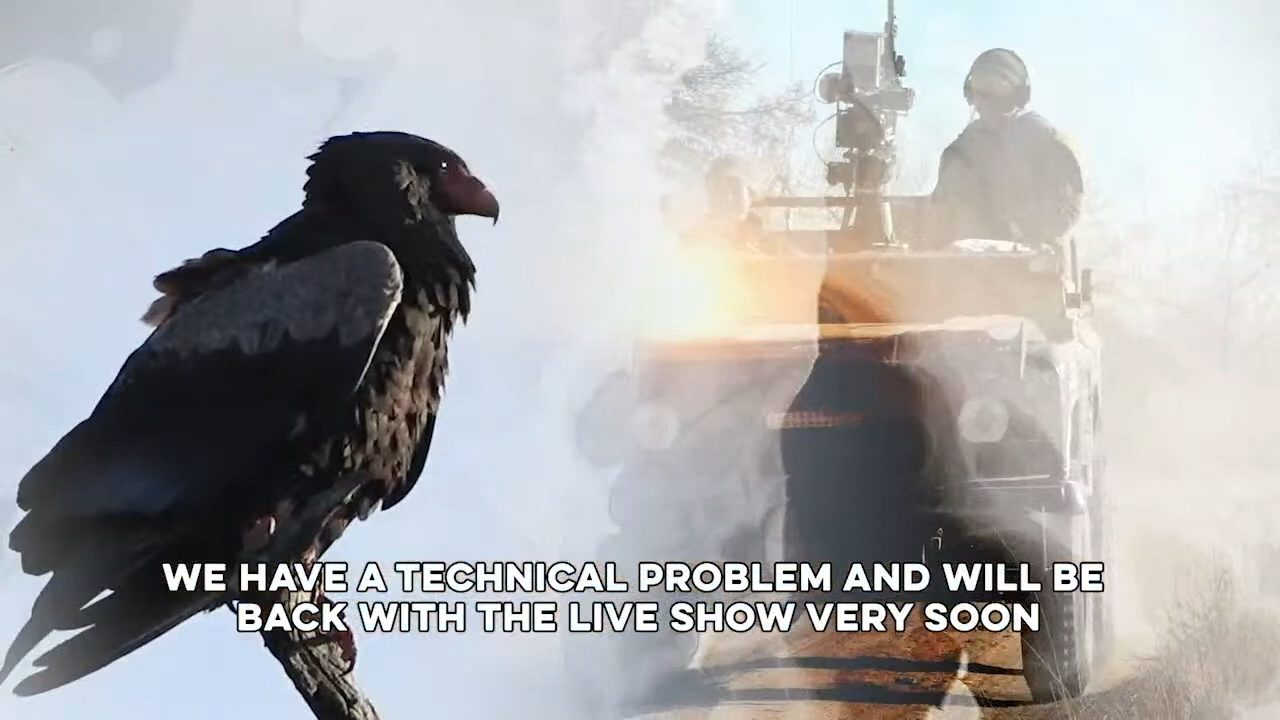 WE HAVE A TECHNICAL PROBLEM AND WILL BE
BACK WITH THE LIVE SHOW VERY SOON